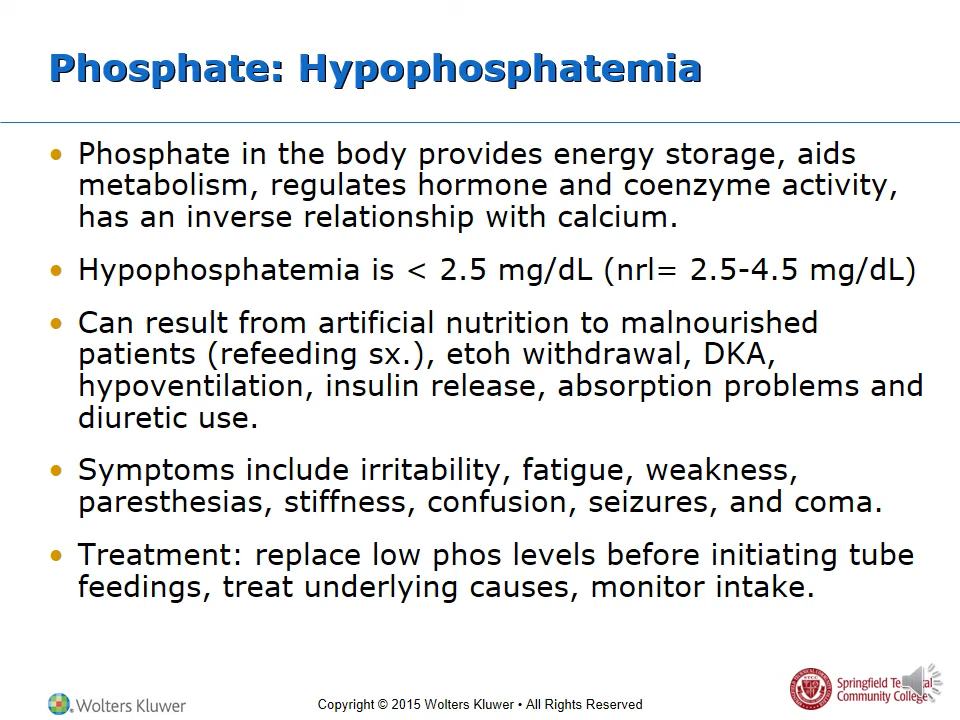 Phosphate: Hypophosphatemia
• Phosphate in the body provides energy storage, aids
metabolism, regulates hormone and coenzyme activity,
has an inverse relationship with calcium.
• Hypophosphatemia is < 2.5 mg/dL (nrl= 2.5-4.5 mg/dL)
• Can result from artificial nutrition to malnourished
patients (refeeding sx.), etoh withdrawal, DKA,
hypoventilation, insulin release, absorption problems and
diuretic use.
• Symptoms include irritability, fatigue, weakness,
paresthesias, stiffness, confusion, seizures, and coma.
• Treatment: replace low phos levels before initiating tube
feedings, treat underlying causes, monitor intake.
Wolters Kluwer
Copyright © 2015 Wolters Kluwer • All Rights Reserved
Springfield
Community College